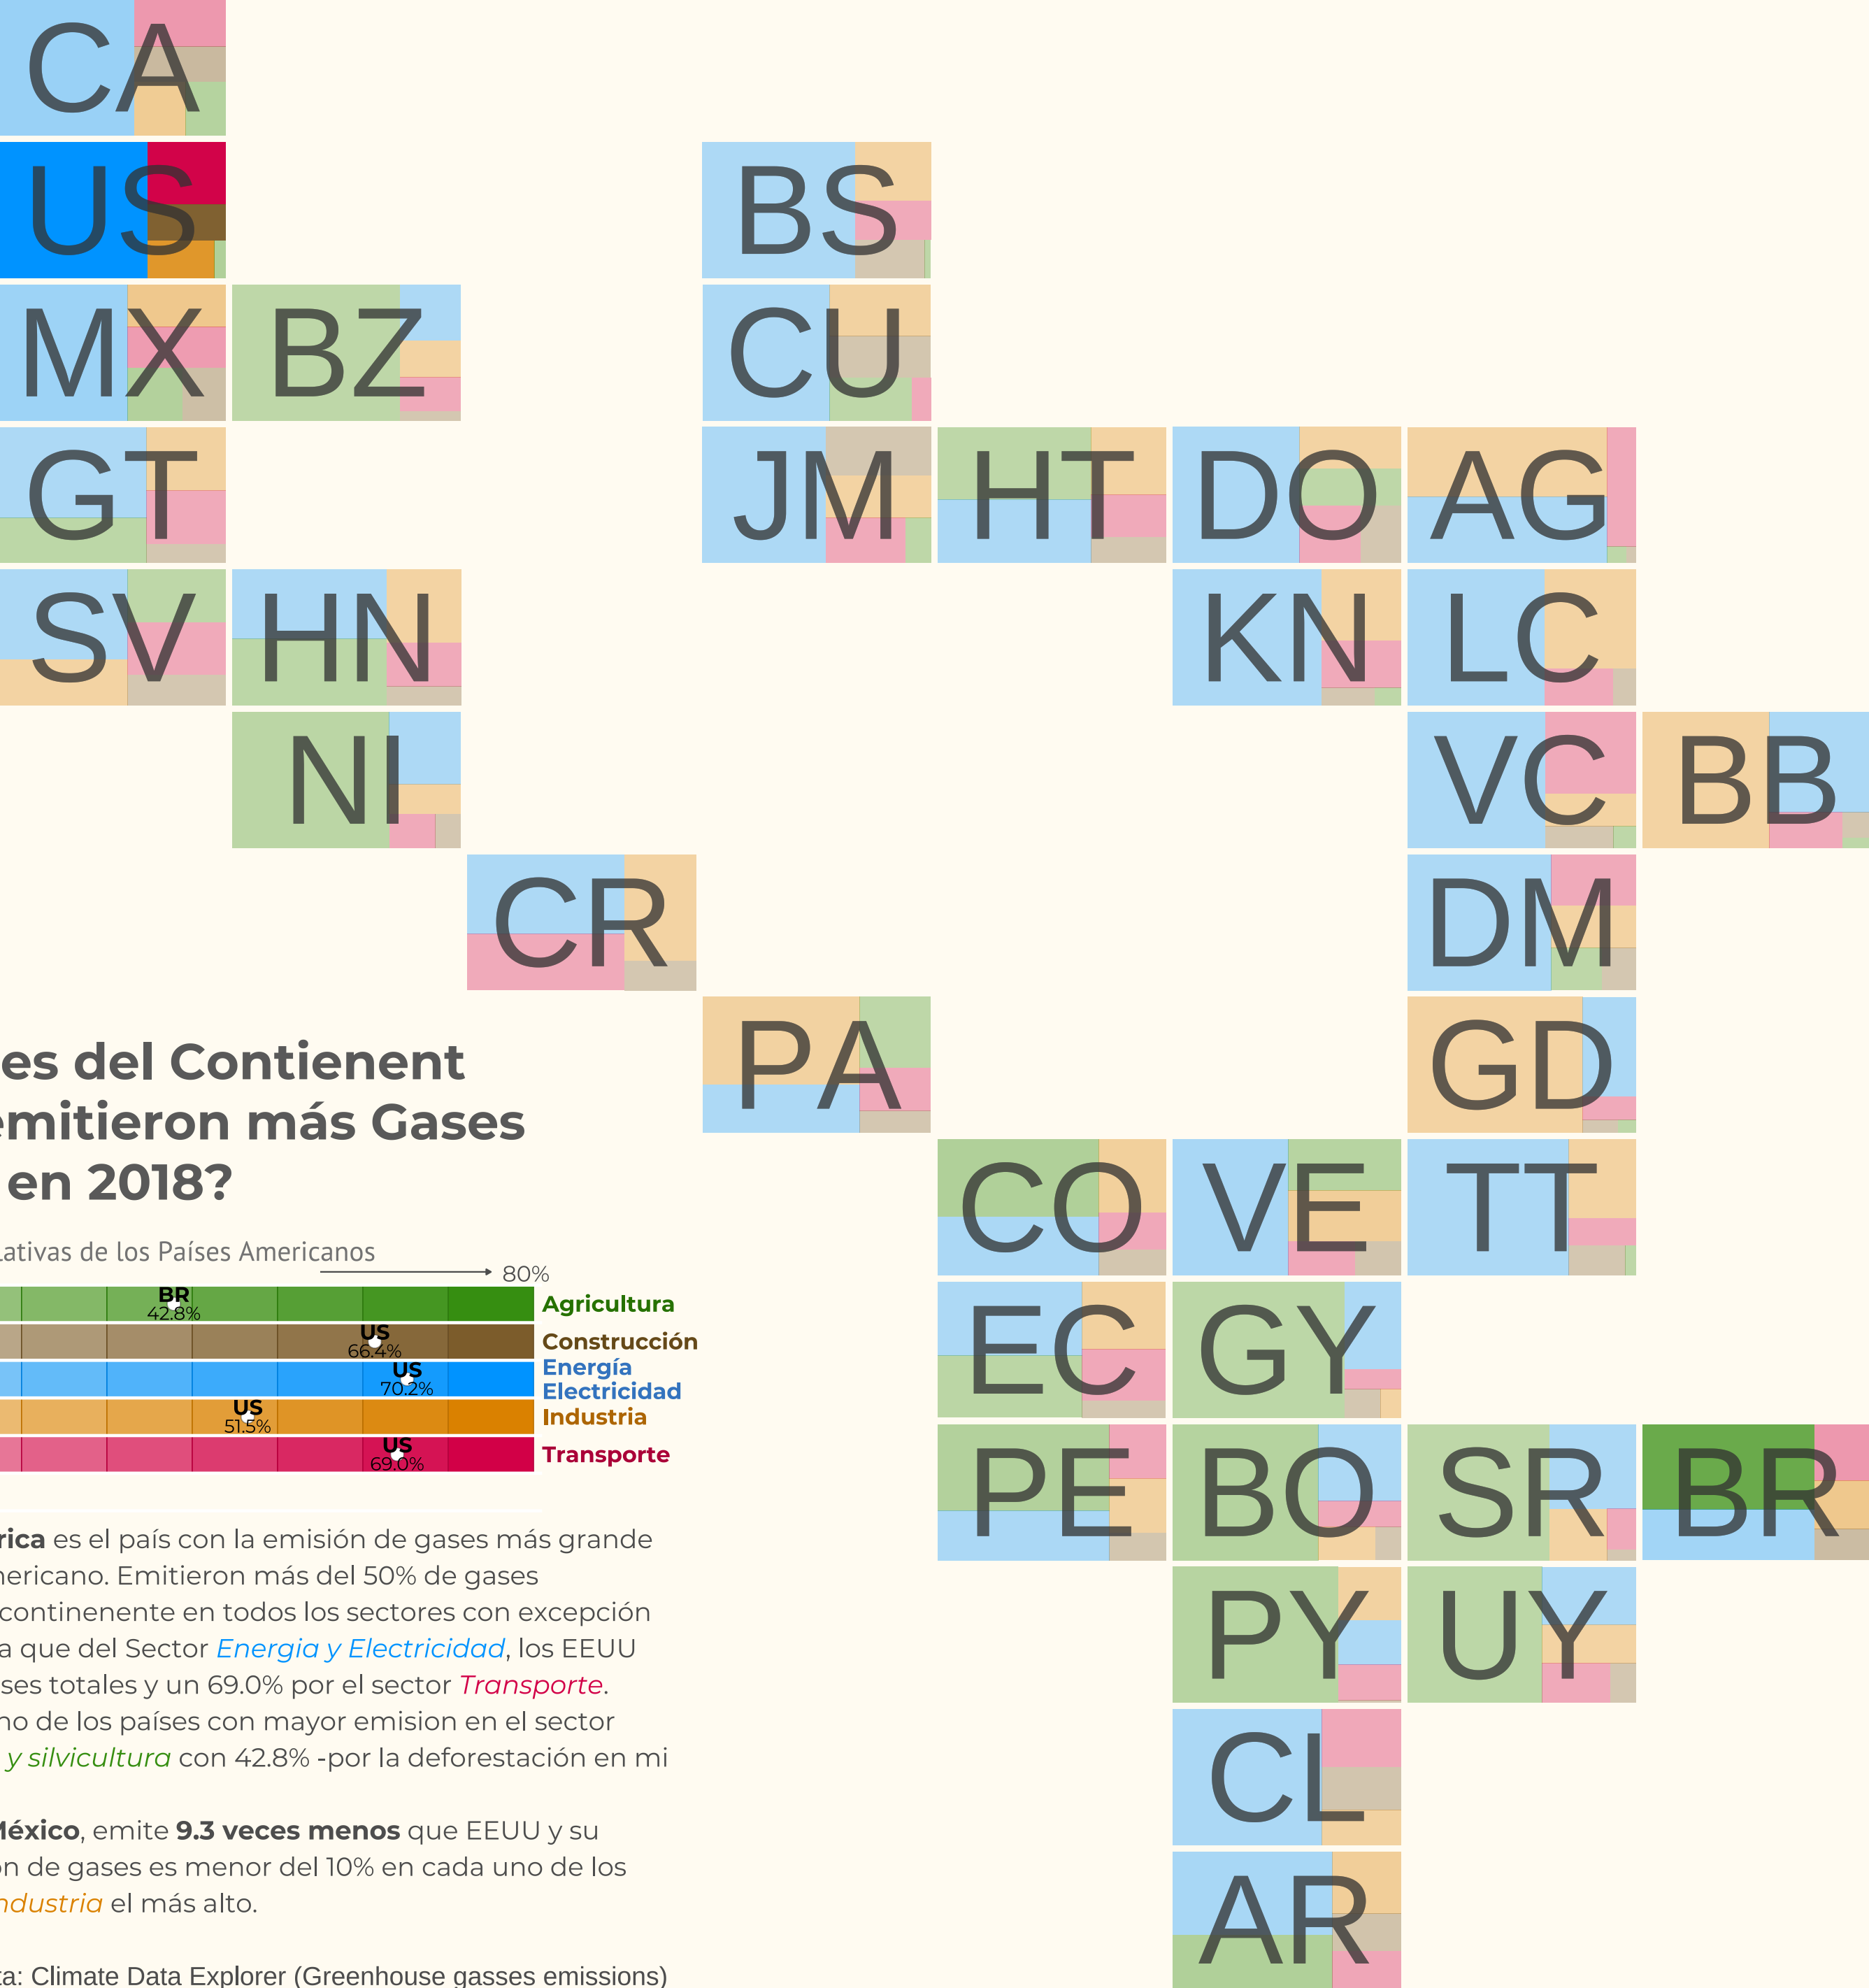 CA
US BS
MX BZ CU
GT JM HT DO AG
SV HN KN LC
NI VC BB
CR DM
PA GD
es del Contienent
emitieron más Gases
en 2018?
lativas de los Países Americanos
80%
BR
42.8%
Agricultura
US
66.4%
Construcción
US
70.2%
Energía
Electricidad
US
51.5%
Industria
US
69.0%
Transporte
CO VE TT
EC GY
PE BO SR BR
PY UY
CL
AR
rica es el país con la emisión de gases más grande
ericano. Emitieron más del 50% de gases
continenente en todos los sectores con excepción
a que del Sector Energia y Electricidad, los EEUU
ses totales y un 69.0% por el sector Transporte.
no de los países con mayor emision en el sector
y silvicultura con 42.8% -por la deforestación en mi
México, emite 9.3 veces menos que EEUU y su
ón de gases es menor del 10% en cada uno de los
ndustria el más alto.
ta: Climate Data Explorer (Greenhouse gasses emissions)